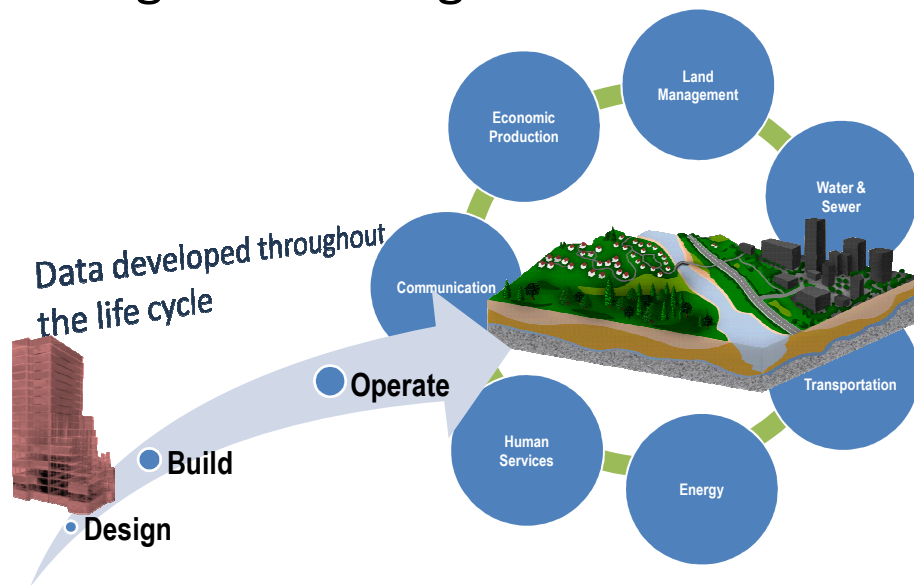 Land
Management
Economic
Production
Water &
Sewer
Data developed throughout
the life cycle
Communication
Operate
Transportation
Human
Services
Build
Energy
Design